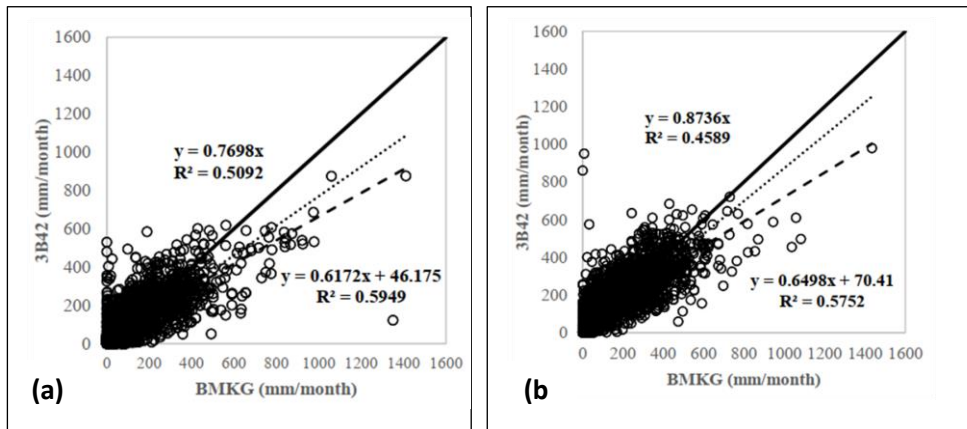 1600
1400
1200
1000
800
600
400
200
0
3B42 (mm/month)
y = 0.7698x
R² = 0.5092
y = 0.6172x + 46.175
R² = 0.5949
0 200 400 600 800 1000 1200 1400 1600
BMKG (mm/month)
(a)
1600
1400
1200
1000
800
600
400
200
0
3B42 (mm/month)
y = 0.8736x
R² = 0.4589
y = 0.6498x + 70.41
R² = 0.5752
0 200 400 600 800 1000 1200 1400 1600
BMKG (mm/month)
(b